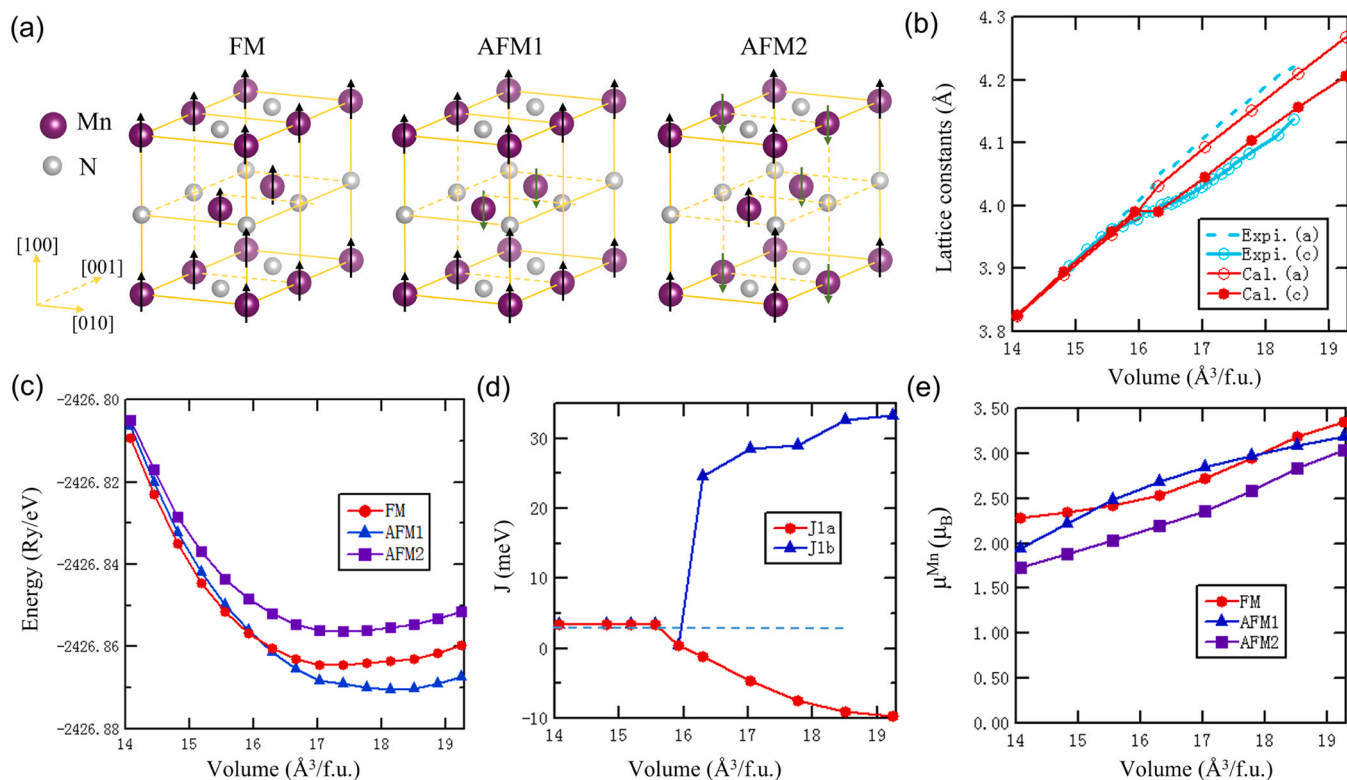 (a)
FM
AFM1
AFM2
Mn
N
[100]
[001]
[010]
(b)
Lattice constants (Å)
4.3
4.2
4.1
4.0
3.9
3.8
14 15 16 17 18 19
Volume (Å³/f.u.)
Expi. (a)
Expi. (c)
Cal. (a)
Cal. (c)
(c)
Energy (Ry/eV)
-2426.80
-2426.82
-2426.84
-2426.86
-2426.88
14 15 16 17 18 19
Volume (Å³/f.u.)
FM
AFM1
AFM2
(d)
J (meV)
30
20
10
0
-10
14 15 16 17 18 19
Volume (Å³/f.u.)
J1a
J1b
(e)
μᴹⁿ (μ_B)
3.50
3.00
2.50
2.00
1.50
1.00
0.50
0.00
14 15 16 17 18 19
Volume (Å³/f.u.)
FM
AFM1
AFM2